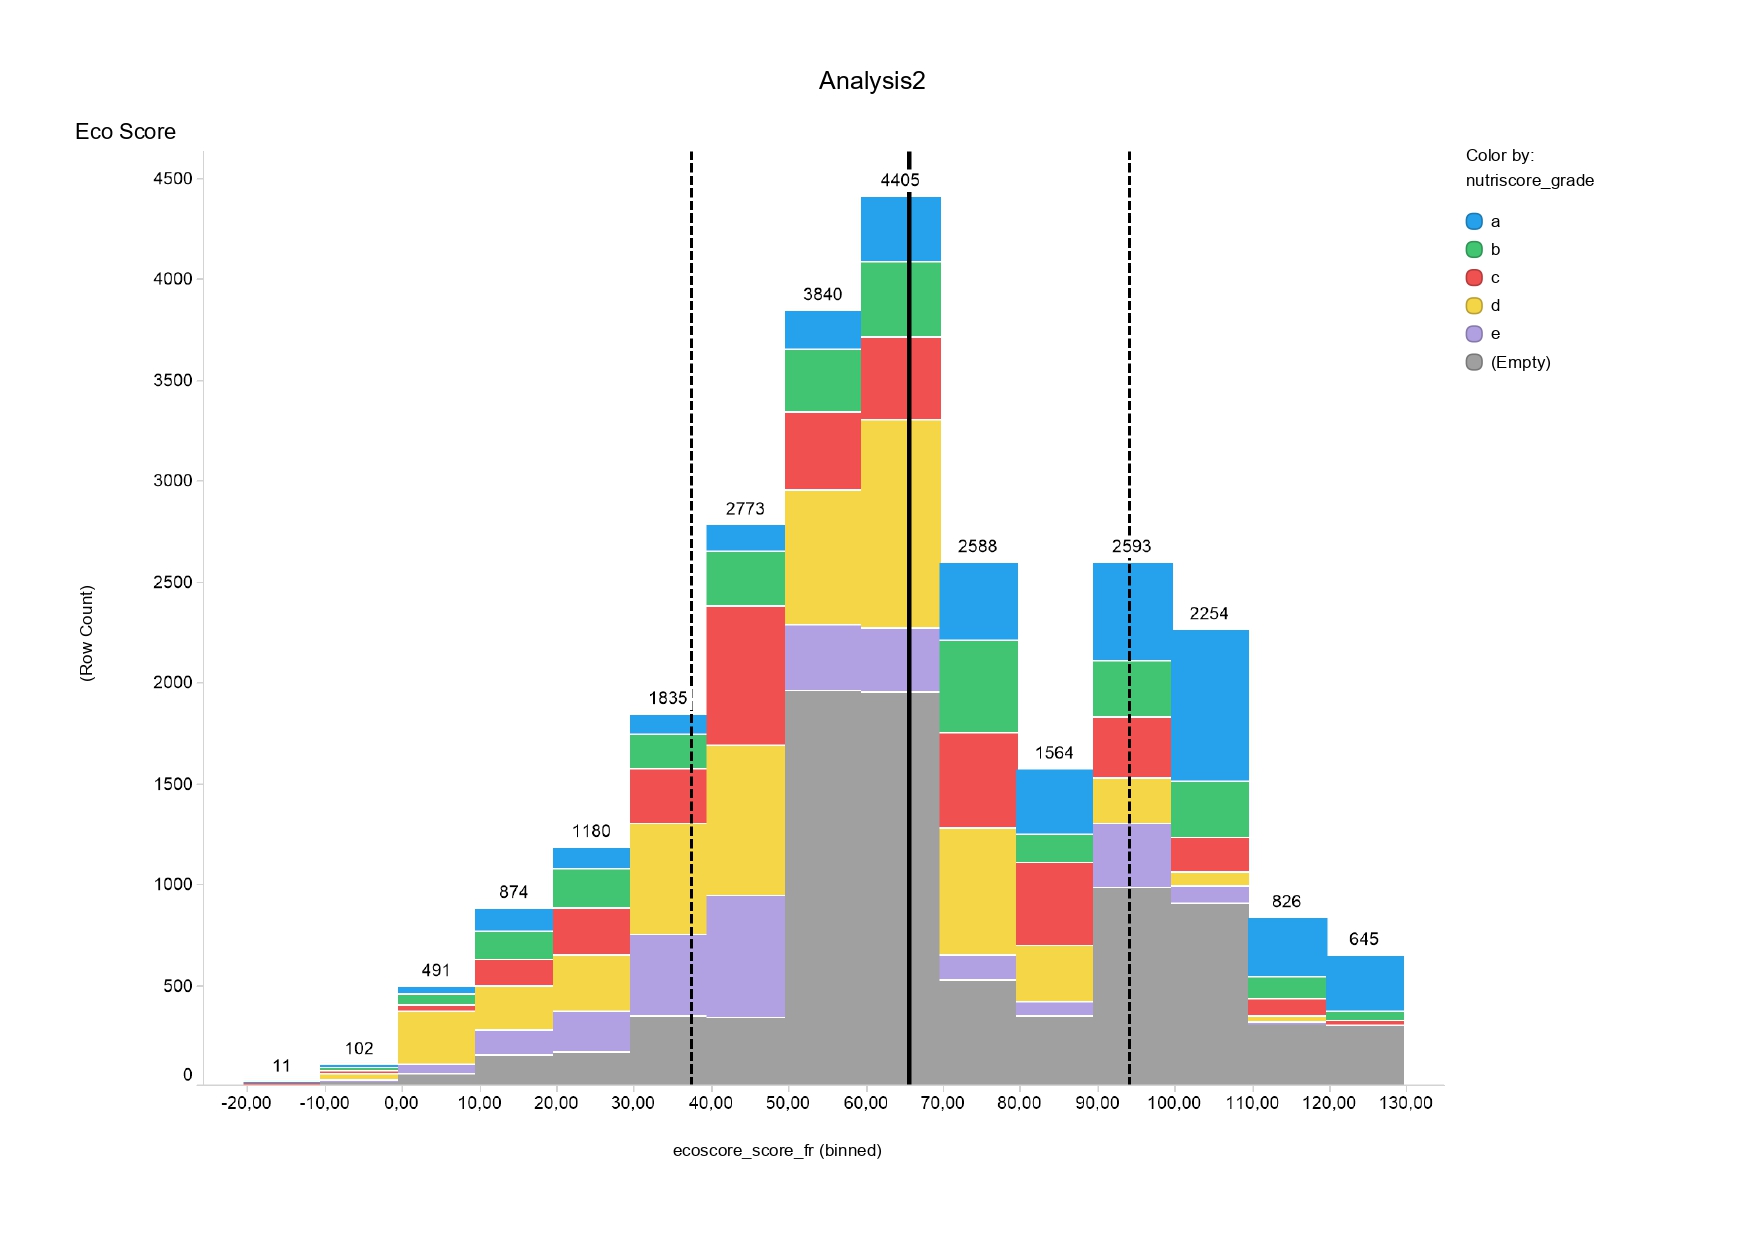 Analysis2
Eco Score
Color by:
nutriscore_grade
a
b
c
d
e
(Empty)
4500
4000
3500
3000
2500
2000
1500
1000
500
0
(Row Count)
11
102
491
874
1180
1835
2773
3840
4405
2588
1564
2593
2254
826
645
-20,00 -10,00 0,00 10,00 20,00 30,00 40,00 50,00 60,00 70,00 80,00 90,00 100,00 110,00 120,00 130,00
ecoscore_score_fr (binned)